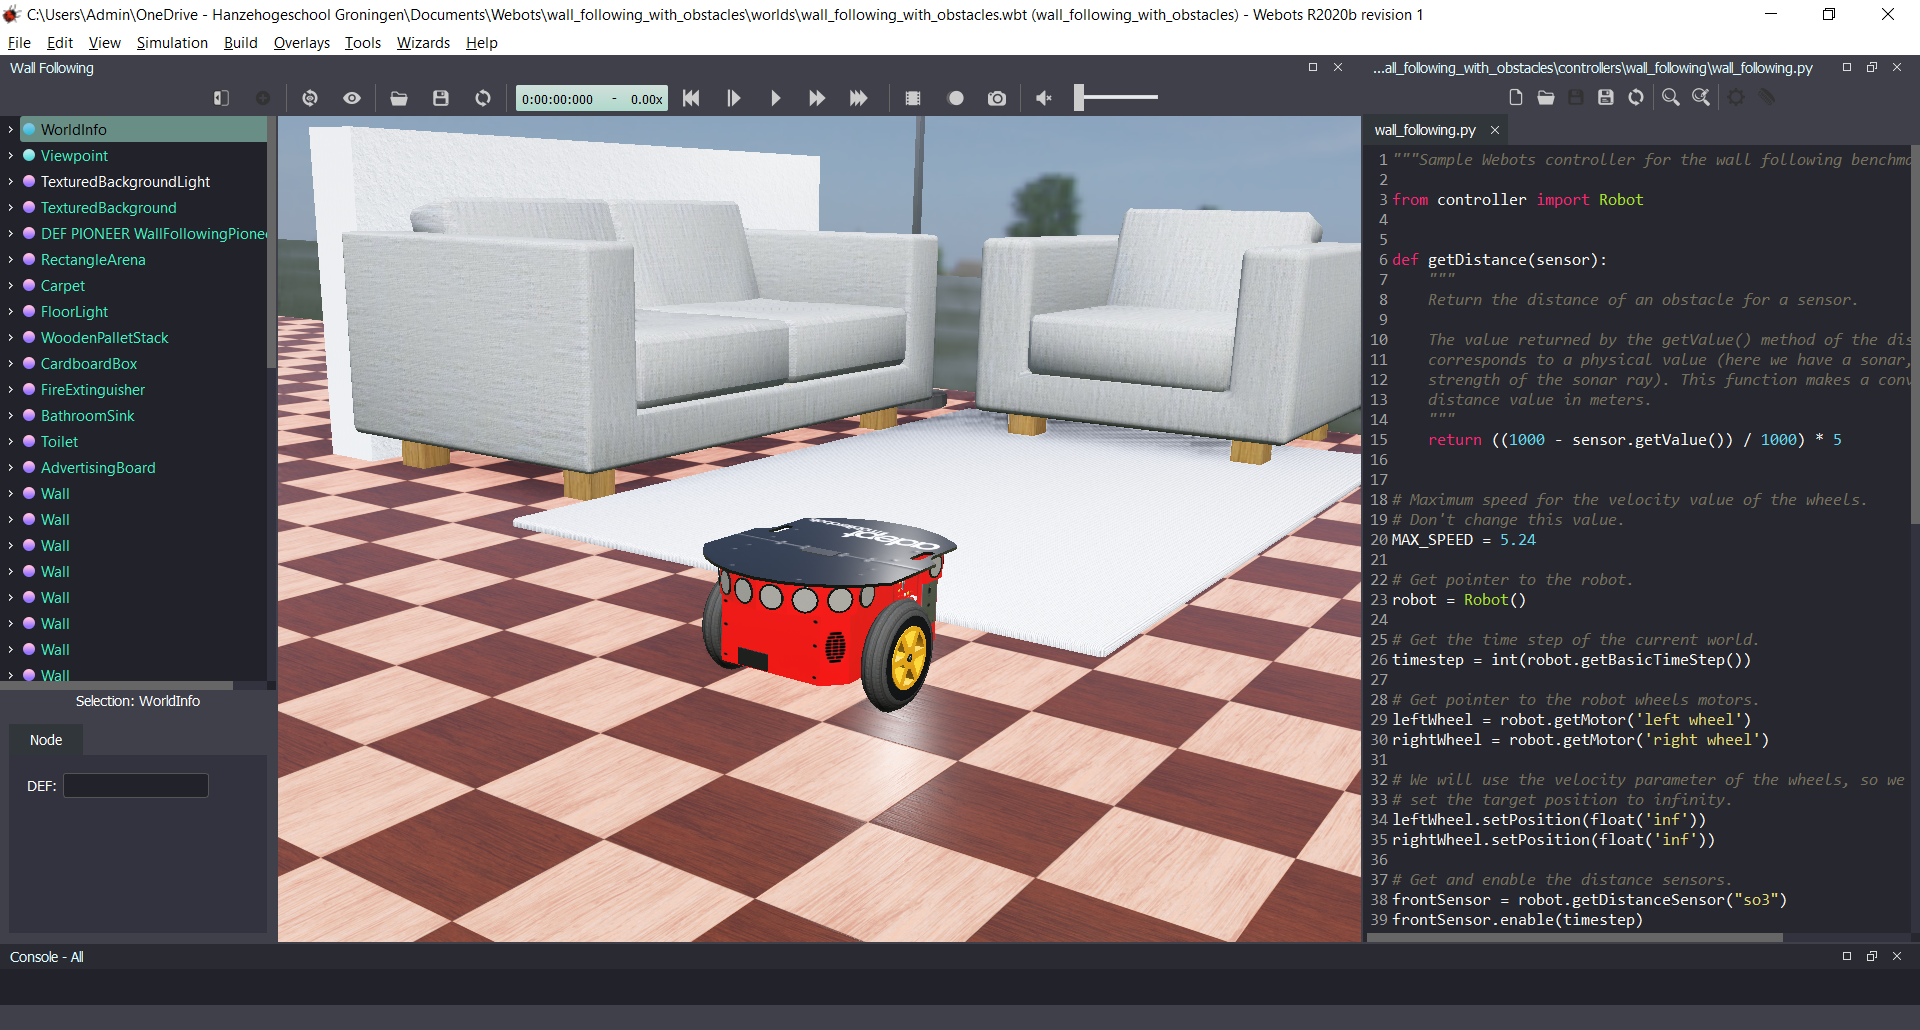 C:\Users\Admin\OneDrive - Hanzehogeschool Groningen\Documents\Webots\wall_following_with_obstacles\worlds\wall_following_with_obstacles.wbt (wall_following_with_obstacles) - Webots R2020b revision 1
File Edit View Simulation Build Overlays Tools Wizards Help
Wall Following
0:00:00:000 - 0.00x
WorldInfo
Viewpoint
TexturedBackgroundLight
TexturedBackground
DEF PIONEER WallFollowingPionee
RectangleArena
Carpet
FloorLight
WoodenPalletStack
CardboardBox
FireExtinguisher
BathroomSink
Toilet
AdvertisingBoard
Wall
Wall
Wall
Wall
Wall
Wall
Wall
Wall
Selection: WorldInfo
Node
DEF:
adept
...all_following_with_obstacles\controllers\wall_following\wall_following.py
wall_following.py
1 """Sample Webots controller for the wall following benchma
2
3 from controller import Robot
4
5
6 def getDistance(sensor):
7 """
8 Return the distance of an obstacle for a sensor.
9
10 The value returned by the getValue() method of the dis
11 corresponds to a physical value (here we have a sonar,
12 strength of the sonar ray). This function makes a conv
13 distance value in meters.
14 """
15 return ((1000 - sensor.getValue()) / 1000) * 5
16
17
18 # Maximum speed for the velocity value of the wheels.
19 # Don't change this value.
20 MAX_SPEED = 5.24
21
22 # Get pointer to the robot.
23 robot = Robot()
24
25 # Get the time step of the current world.
26 timestep = int(robot.getBasicTimeStep())
27
28 # Get pointer to the robot wheels motors.
29 leftWheel = robot.getMotor('left wheel')
30 rightWheel = robot.getMotor('right wheel')
31
32 # We will use the velocity parameter of the wheels, so we
33 # set the target position to infinity.
34 leftWheel.setPosition(float('inf'))
35 rightWheel.setPosition(float('inf'))
36
37 # Get and enable the distance sensors.
38 frontSensor = robot.getDistanceSensor("so3")
39 frontSensor.enable(timestep)
Console - All